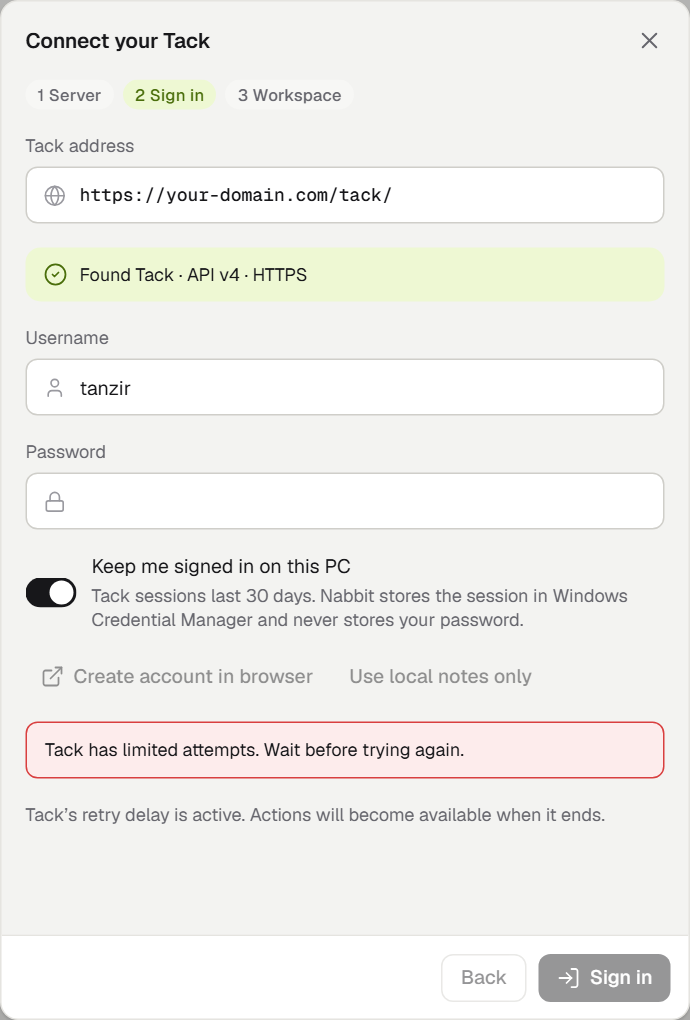 Connect your Tack
1 Server
2 Sign in
3 Workspace
Tack address
https://your-domain.com/tack/
Found Tack · API v4 · HTTPS
Username
tanzir
Password
Keep me signed in on this PC
Tack sessions last 30 days. Nabbit stores the session in Windows
Credential Manager and never stores your password.
Create account in browser
Use local notes only
Tack has limited attempts. Wait before trying again.
Tack’s retry delay is active. Actions will become available when it ends.
Back
Sign in